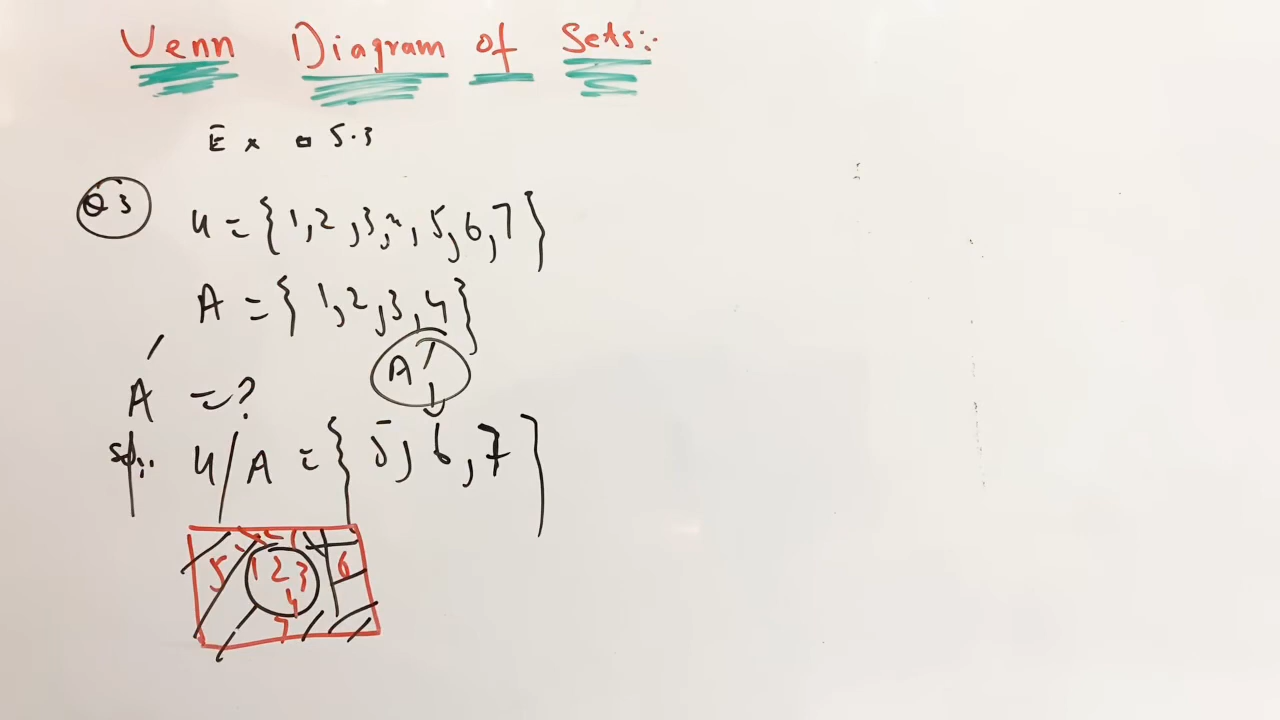 Venn Diagram of Sets:-
Ex 5.3
Q3 U = {1,2,3,4,5,6,7}
A = {1,2,3,4}
A'
A' = ?
Sol:. U/A = {5,6,7}
5 1 2 3 6
4
7